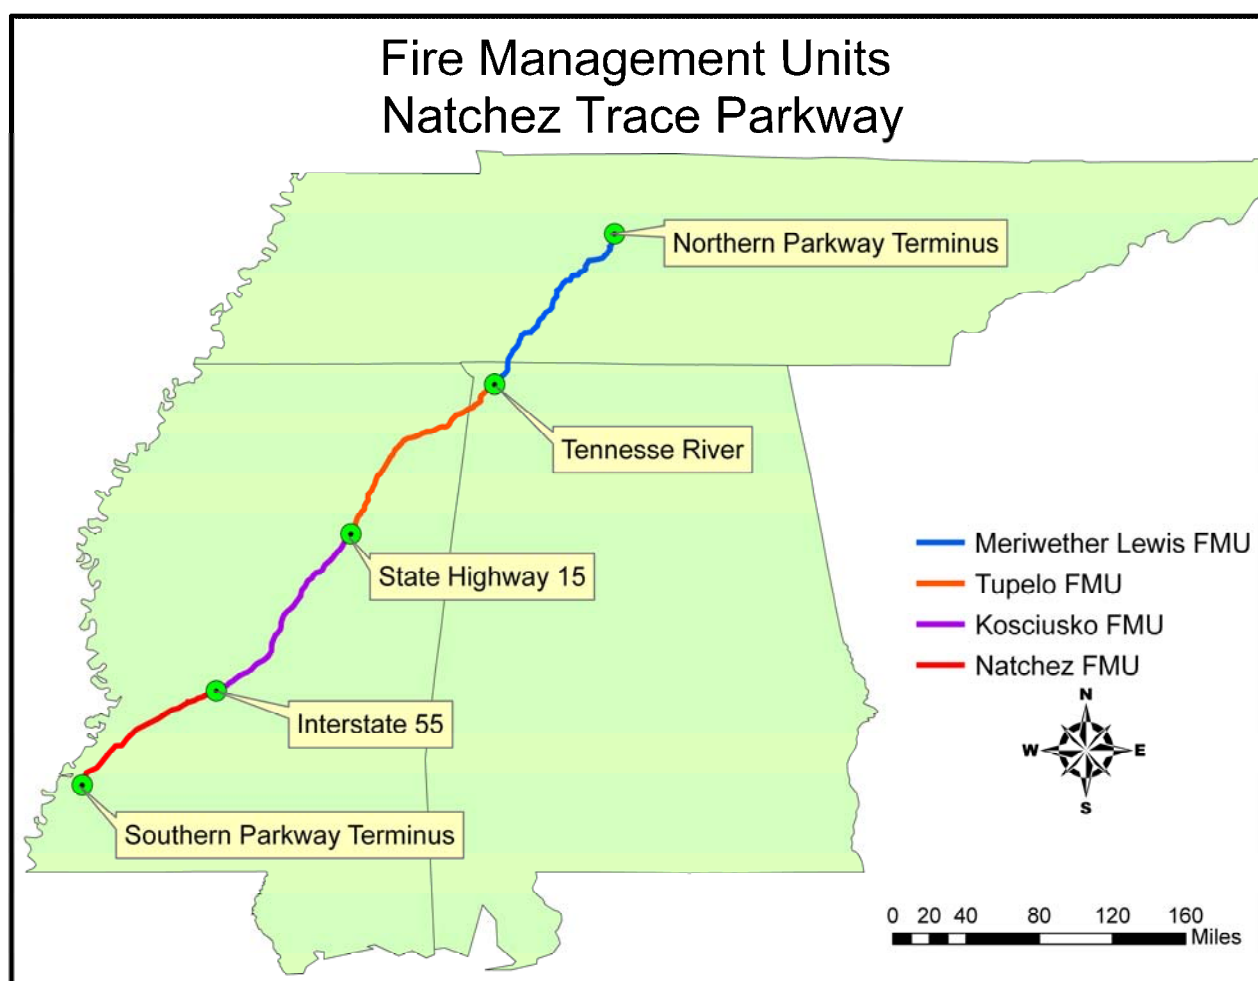 Fire Management Units
Natchez Trace Parkway
Northern Parkway Terminus
Tennesse River
State Highway 15
Interstate 55
Southern Parkway Terminus
Meriwether Lewis FMU
Tupelo FMU
Kosciusko FMU
Natchez FMU
N
W E
S
0 20 40 80 120 160
Miles